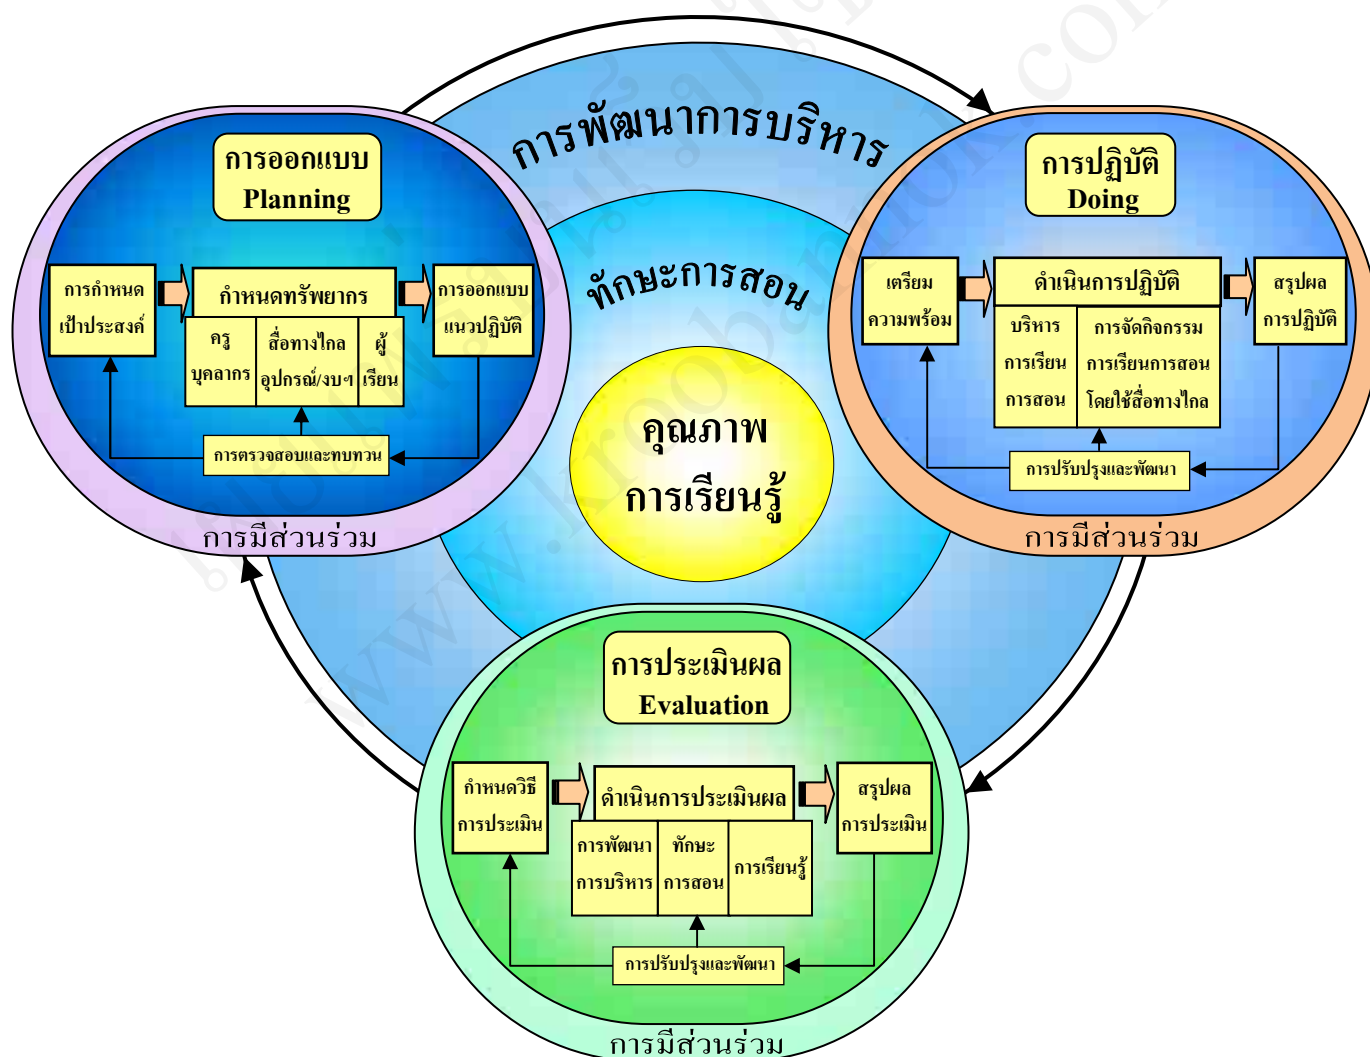 การพัฒนาการบริหาร
ทักษะการสอน
คุณภาพ
การเรียนรู้
การออกแบบ
Planning
การกำหนด
เป้าประสงค์
กำหนดทรัพยากร
ครู
บุคลากร
สื่อทางไกล
อุปกรณ์/งบฯ
ผู้
เรียน
การออกแบบ
แนวปฏิบัติ
การตรวจสอบและทบทวน
การมีส่วนร่วม
การปฏิบัติ
Doing
เตรียม
ความพร้อม
ดำเนินการปฏิบัติ
บริหาร
การเรียน
การสอน
การจัดกิจกรรม
การเรียนการสอน
โดยใช้สื่อทางไกล
สรุปผล
การปฏิบัติ
การปรับปรุงและพัฒนา
การมีส่วนร่วม
การประเมินผล
Evaluation
กำหนดวิธี
การประเมิน
ดำเนินการประเมินผล
การพัฒนา
การบริหาร
ทักษะ
การสอน
การเรียนรู้
สรุปผล
การประเมิน
การปรับปรุงและพัฒนา
การมีส่วนร่วม